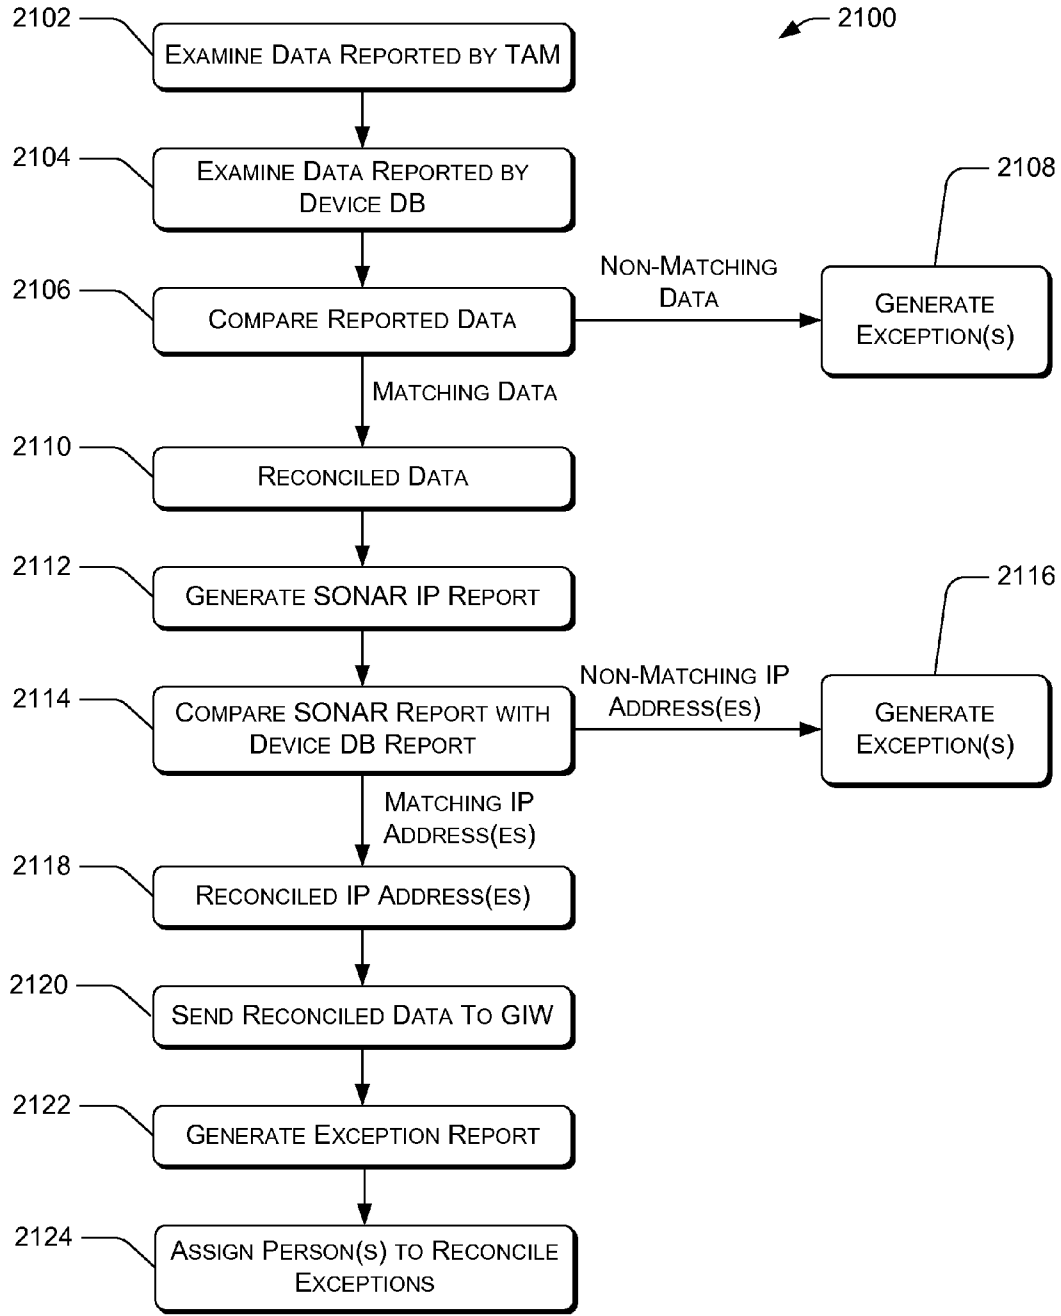 2102
2100
EXAMINE DATA REPORTED BY TAM
2104
EXAMINE DATA REPORTED BY
DEVICE DB
2108
2106
COMPARE REPORTED DATA
NON-MATCHING
DATA
GENERATE
EXCEPTION(S)
MATCHING DATA
2110
RECONCILED DATA
2112
GENERATE SONAR IP REPORT
2116
2114
COMPARE SONAR REPORT WITH
DEVICE DB REPORT
NON-MATCHING IP
ADDRESS(ES)
GENERATE
EXCEPTION(S)
MATCHING IP
ADDRESS(ES)
2118
RECONCILED IP ADDRESS(ES)
2120
SEND RECONCILED DATA TO GIW
2122
GENERATE EXCEPTION REPORT
2124
ASSIGN PERSON(S) TO RECONCILE
EXCEPTIONS